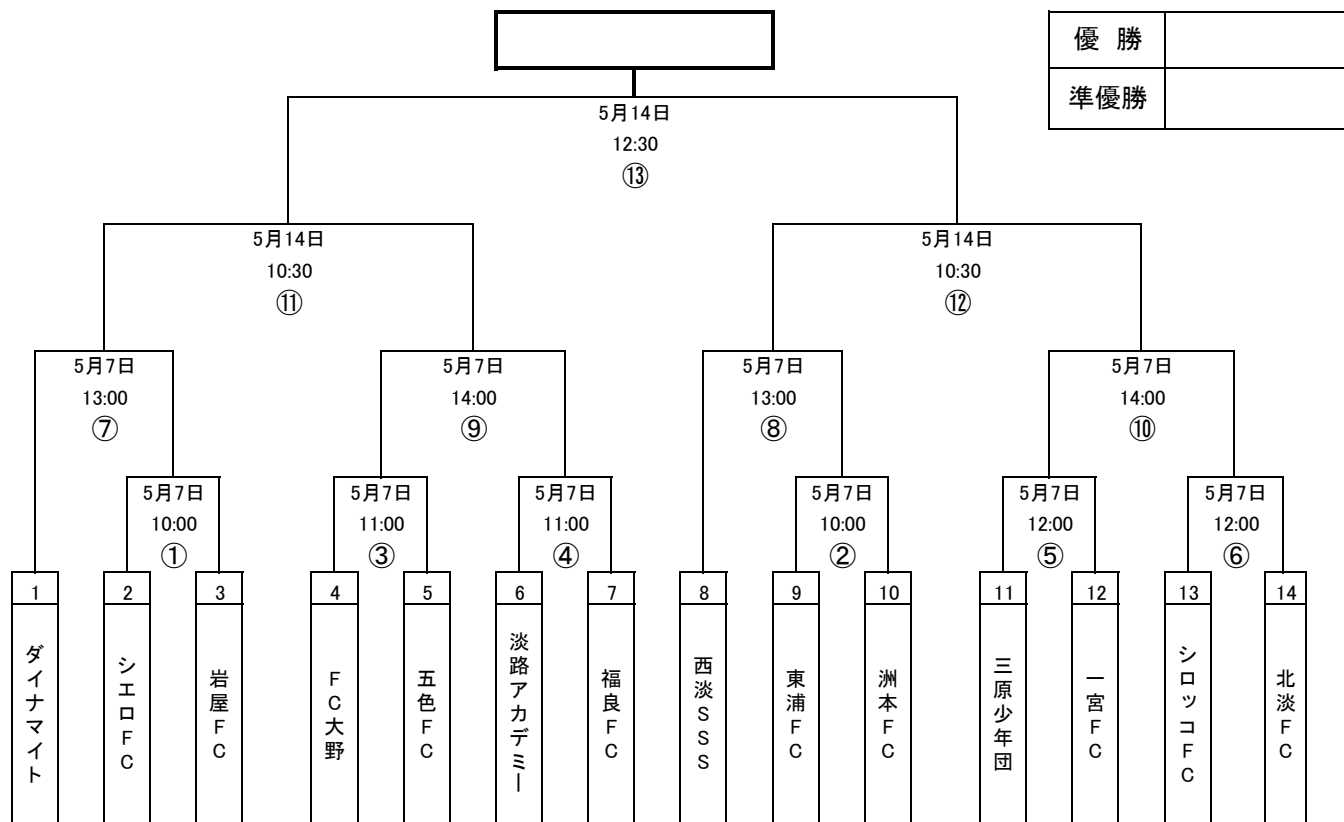 優 勝
準優勝
5月14日
12:30
⑬
5月14日
10:30
⑪
5月14日
10:30
⑫
5月7日
13:00
⑦
5月7日
14:00
⑨
5月7日
13:00
⑧
5月7日
14:00
⑩
5月7日
10:00
①
5月7日
11:00
③
5月7日
11:00
④
5月7日
10:00
②
5月7日
12:00
⑤
5月7日
12:00
⑥
1
2
3
4
5
6
7
8
9
10
11
12
13
14
ダイナマイト
シエロFC
岩屋FC
FC大野
五色FC
淡路アカデミー
福良FC
西淡SSS
東浦FC
洲本FC
三原少年団
一宮FC
シロッコFC
北淡FC